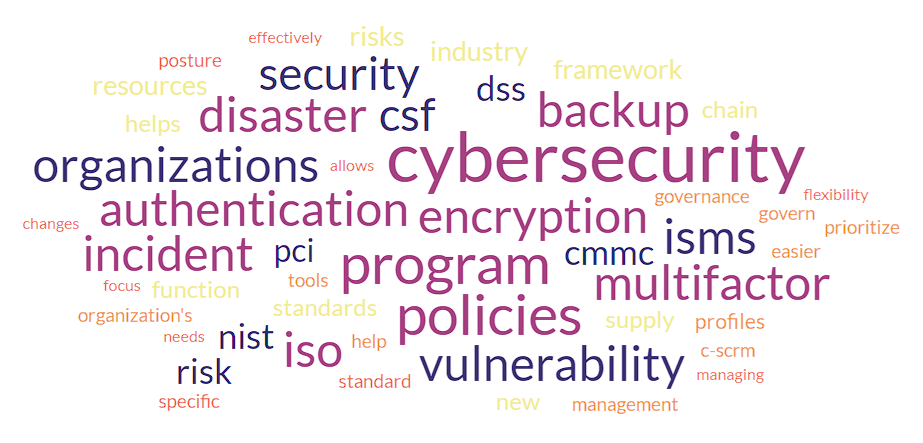 effectively
risks
industry
posture
security
framework
resources
dss
backup
disaster
csf
chain
helps
cybersecurity
organizations
allows
authentication
encryption
governance
flexibility
govern
prioritize
changes
incident
pci
program
cmmc
isms
easier
focus
function
tools
multifactor
organization's
standards
policies
supply
profiles
needs
nist
iso
help
vulnerability
c-scrm
risk
standard
managing
specific
new
management